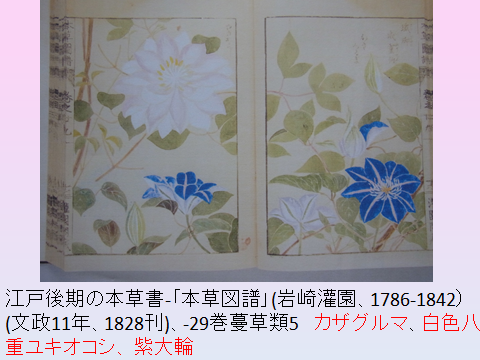 江戸後期の本草書-「本草図譜」(岩崎灌園、1786-1842)
(文政11年、1828刊)、-29巻蔓草類5　カザグルマ、白色八
重ユキオコシ、紫大輪